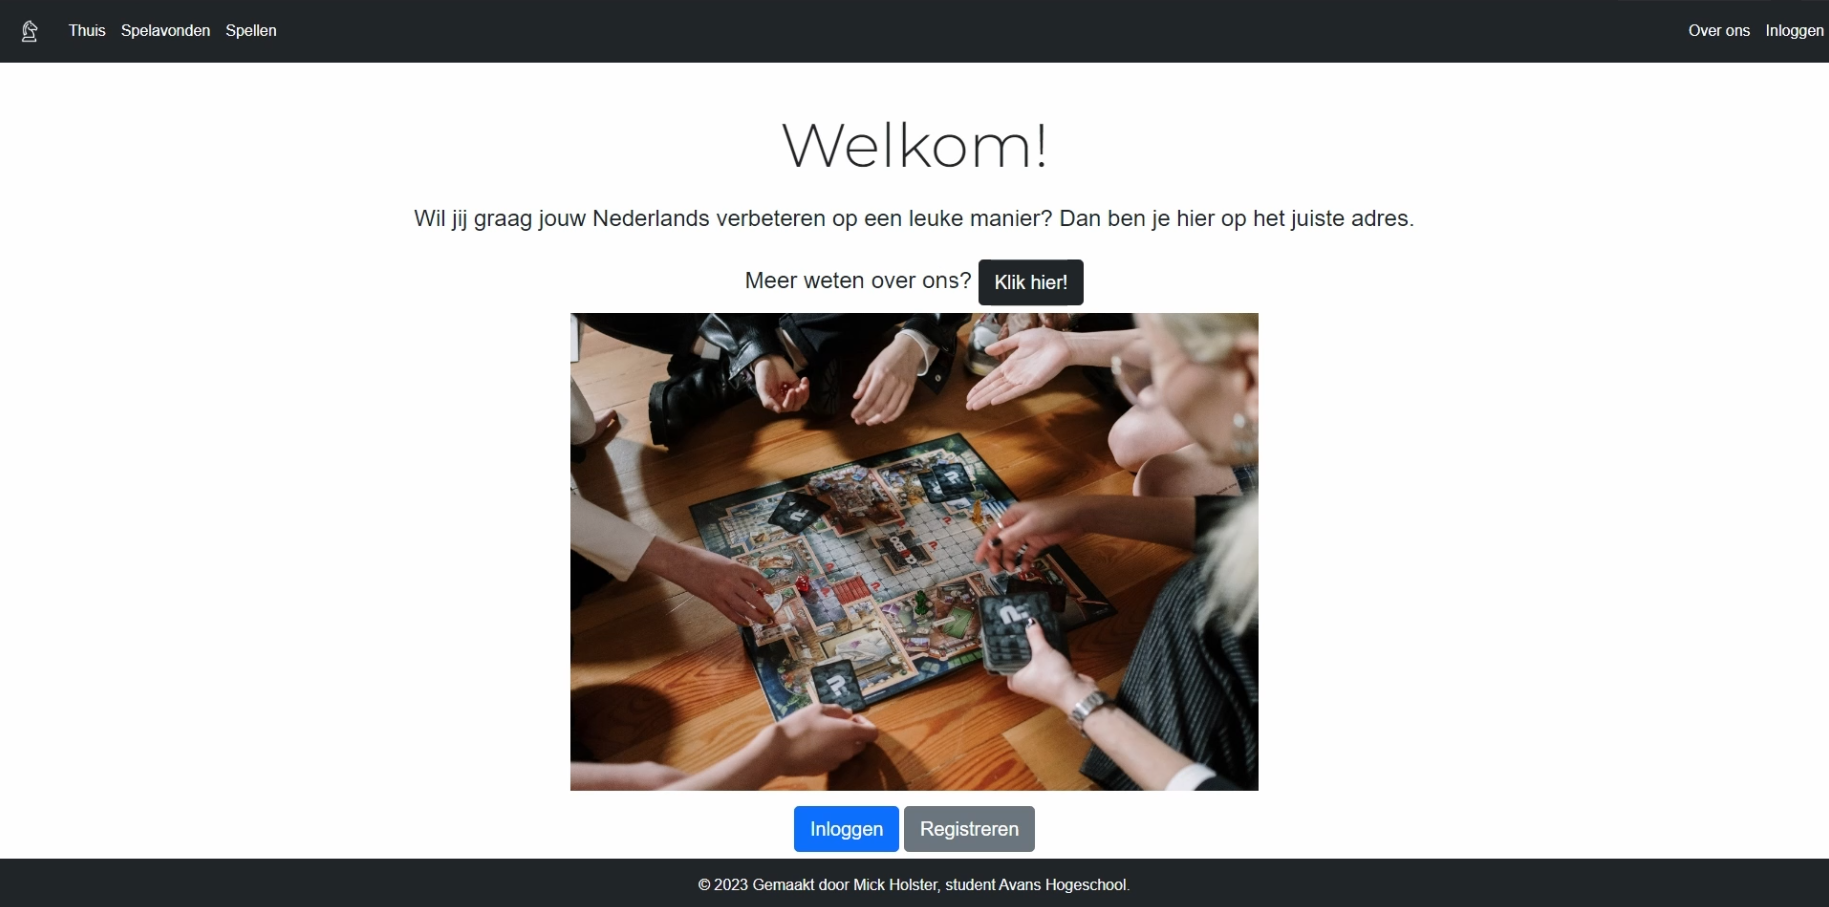 Thuis Spelavonden Spellen Over ons Inloggen
Welkom!
Wil jij graag jouw Nederlands verbeteren op een leuke manier? Dan ben je hier op het juiste adres.
Meer weten over ons? Klik hier!
Inloggen Registreren
© 2023 Gemaakt door Mick Holster, student Avans Hogeschool.